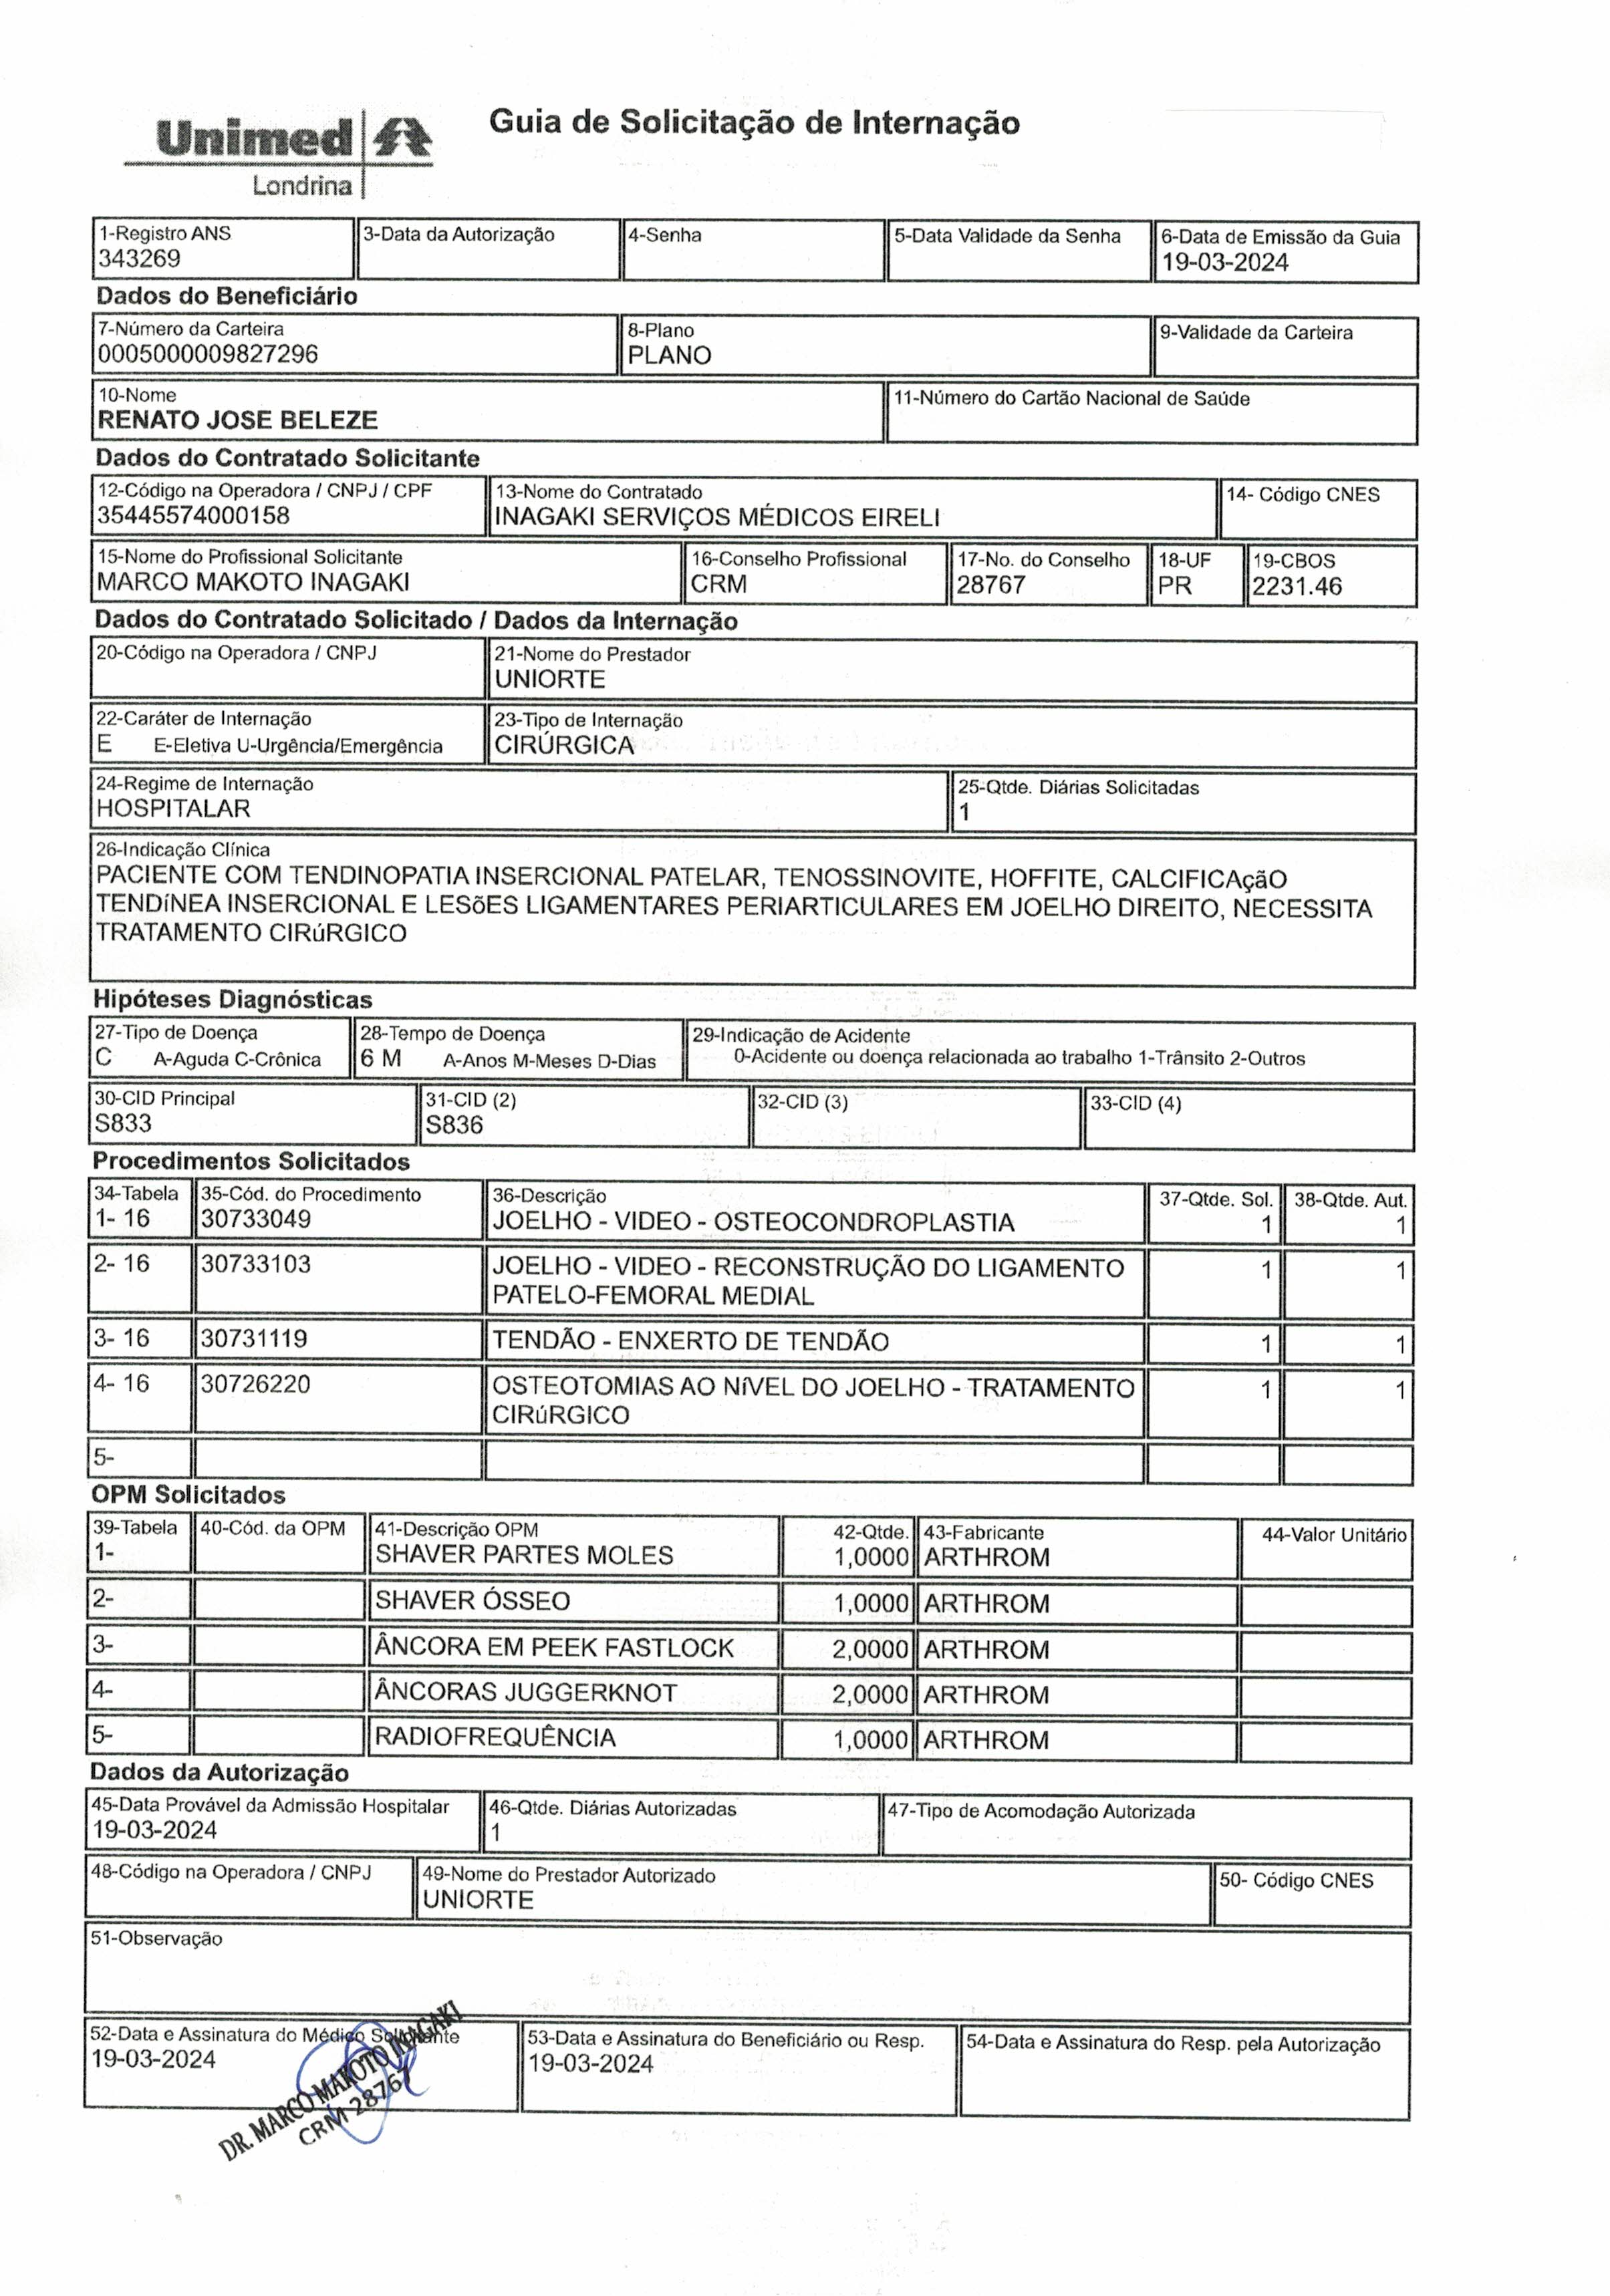 Unimed
Londrina
Guia de Solicitação de Internação
1-Registro ANS
343269
3-Data da Autorização
4-Senha
5-Data Validade da Senha
6-Data de Emissão da Guia
19-03-2024
Dados do Beneficiário
7-Número da Carteira
0005000009827296
8-Plano
PLANO
9-Validade da Carteira
10-Nome
RENATO JOSE BELEZE
11-Número do Cartão Nacional de Saúde
Dados do Contratado Solicitante
12-Código na Operadora / CNPJ / CPF
35445574000158
13-Nome do Contratado
INAGAKI SERVIÇOS MÉDICOS EIRELI
14- Código CNES
15-Nome do Profissional Solicitante
MARCO MAKOTO INAGAKI
16-Conselho Profissional
CRM
17-No. do Conselho
28767
18-UF
PR
19-CBOS
2231.46
Dados do Contratado Solicitado / Dados da Internação
20-Código na Operadora / CNPJ
21-Nome do Prestador
UNIORTE
22-Caráter de Internação
E E-Eletiva U-Urgência/Emergência
23-Tipo de Internação
CIRÚRGICA
24-Regime de Internação
HOSPITALAR
25-Qtde. Diárias Solicitadas
1
26-Indicação Clínica
PACIENTE COM TENDINOPATIA INSERCIONAL PATELAR, TENOSSINOVITE, HOFFITE, CALCIFICAçãO
TENDíNEA INSERCIONAL E LESõES LIGAMENTARES PERIARTICULARES EM JOELHO DIREITO, NECESSITA
TRATAMENTO CIRúRGICO
Hipóteses Diagnósticas
27-Tipo de Doença
C A-Aguda C-Crônica
28-Tempo de Doença
6 M A-Anos M-Meses D-Dias
29-Indicação de Acidente
0-Acidente ou doença relacionada ao trabalho 1-Trânsito 2-Outros
30-CID Principal
S833
31-CID (2)
S836
32-CID (3)
33-CID (4)
Procedimentos Solicitados
34-Tabela 35-Cód. do Procedimento 36-Descrição 37-Qtde. Sol. 38-Qtde. Aut.
1- 16 30733049 JOELHO - VIDEO - OSTEOCONDROPLASTIA 1 1
2- 16 30733103 JOELHO - VIDEO - RECONSTRUÇÃO DO LIGAMENTO 1 1
PATELO-FEMORAL MEDIAL
3- 16 30731119 TENDÃO - ENXERTO DE TENDÃO 1 1
4- 16 30726220 OSTEOTOMIAS AO NíVEL DO JOELHO - TRATAMENTO 1 1
CIRúRGICO
5-
OPM Solicitados
39-Tabela 40-Cód. da OPM 41-Descrição OPM 42-Qtde. 43-Fabricante 44-Valor Unitário
1- SHAVER PARTES MOLES 1,0000 ARTHROM
2- SHAVER ÓSSEO 1,0000 ARTHROM
3- ÂNCORA EM PEEK FASTLOCK 2,0000 ARTHROM
4- ÂNCORAS JUGGERKNOT 2,0000 ARTHROM
5- RADIOFREQUÊNCIA 1,0000 ARTHROM
Dados da Autorização
45-Data Provável da Admissão Hospitalar
19-03-2024
46-Qtde. Diárias Autorizadas
1
47-Tipo de Acomodação Autorizada
48-Código na Operadora / CNPJ
49-Nome do Prestador Autorizado
UNIORTE
50- Código CNES
51-Observação
52-Data e Assinatura do Médico Solicitante
19-03-2024
53-Data e Assinatura do Beneficiário ou Resp.
19-03-2024
54-Data e Assinatura do Resp. pela Autorização
DR. MARCO MAKOTO INAGAKI
CRM 28767